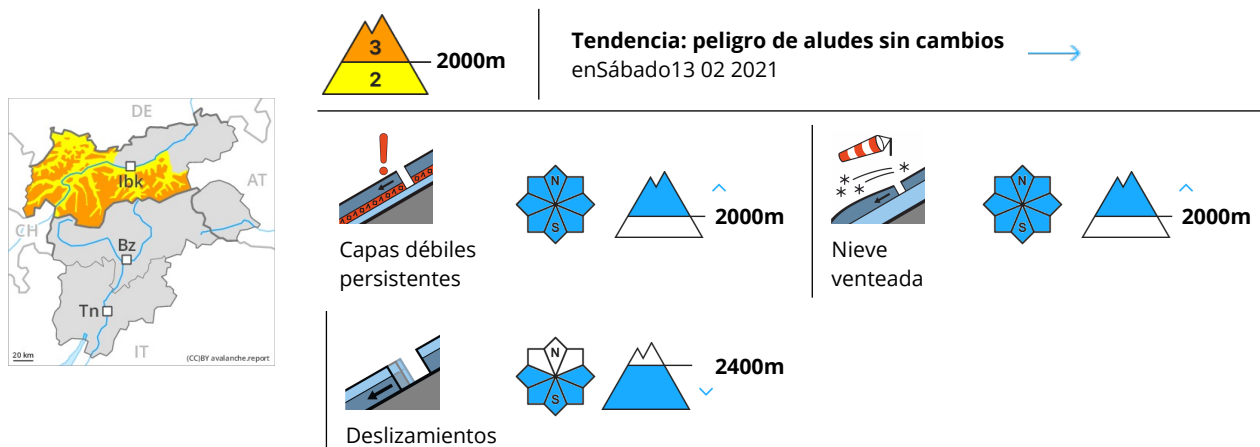 3
2
2000m
Tendencia: peligro de aludes sin cambios
enSábado13 02 2021
DE
Ibk
AT
CH
Bz
Tn
IT
20 km
(CC)BY avalanche.report
N
S
2000m
Capas débiles
persistentes
N
S
2000m
Nieve
venteada
N
S
2400m
Deslizamientos